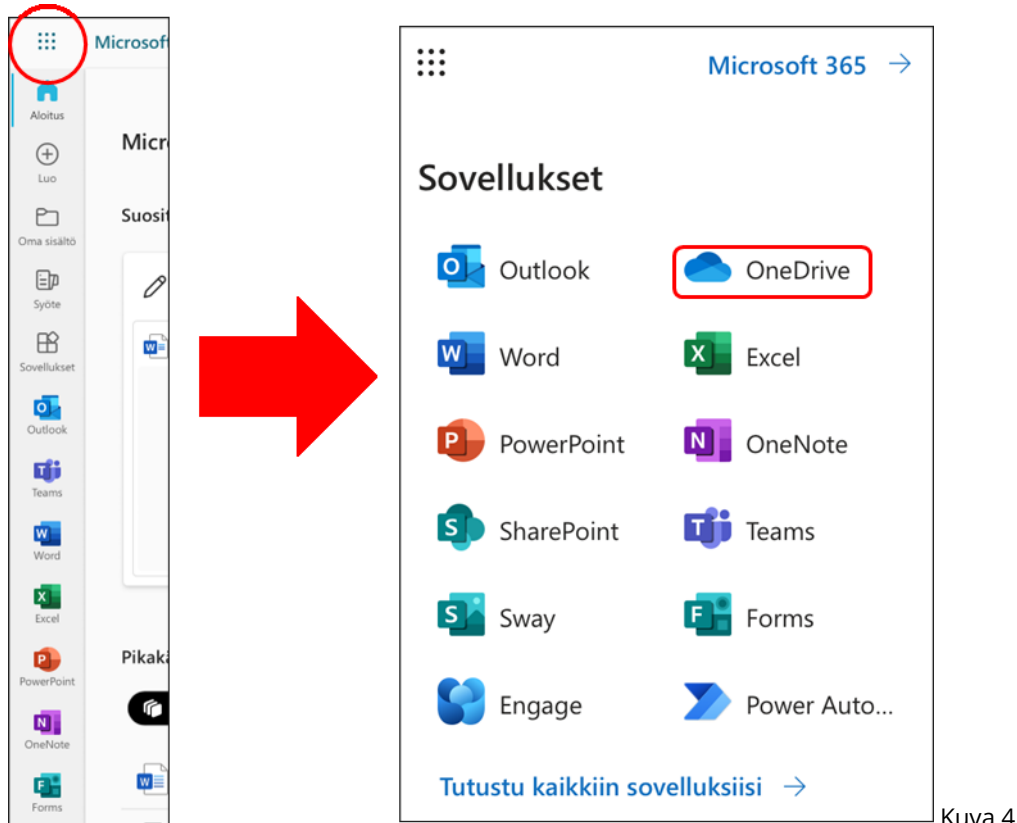 Microsoft
Aloitus
Luo
Oma sisältö
Syöte
Sovellukset
Outlook
Teams
Word
Excel
PowerPoint
OneNote
Forms
Micr
Suosit
Pikakä
Microsoft 365 →
Sovellukset
Outlook
OneDrive
Word
Excel
PowerPoint
OneNote
SharePoint
Teams
Sway
Forms
Engage
Power Auto...
Tutustu kaikkiin sovelluksiisi →
Kuva 4